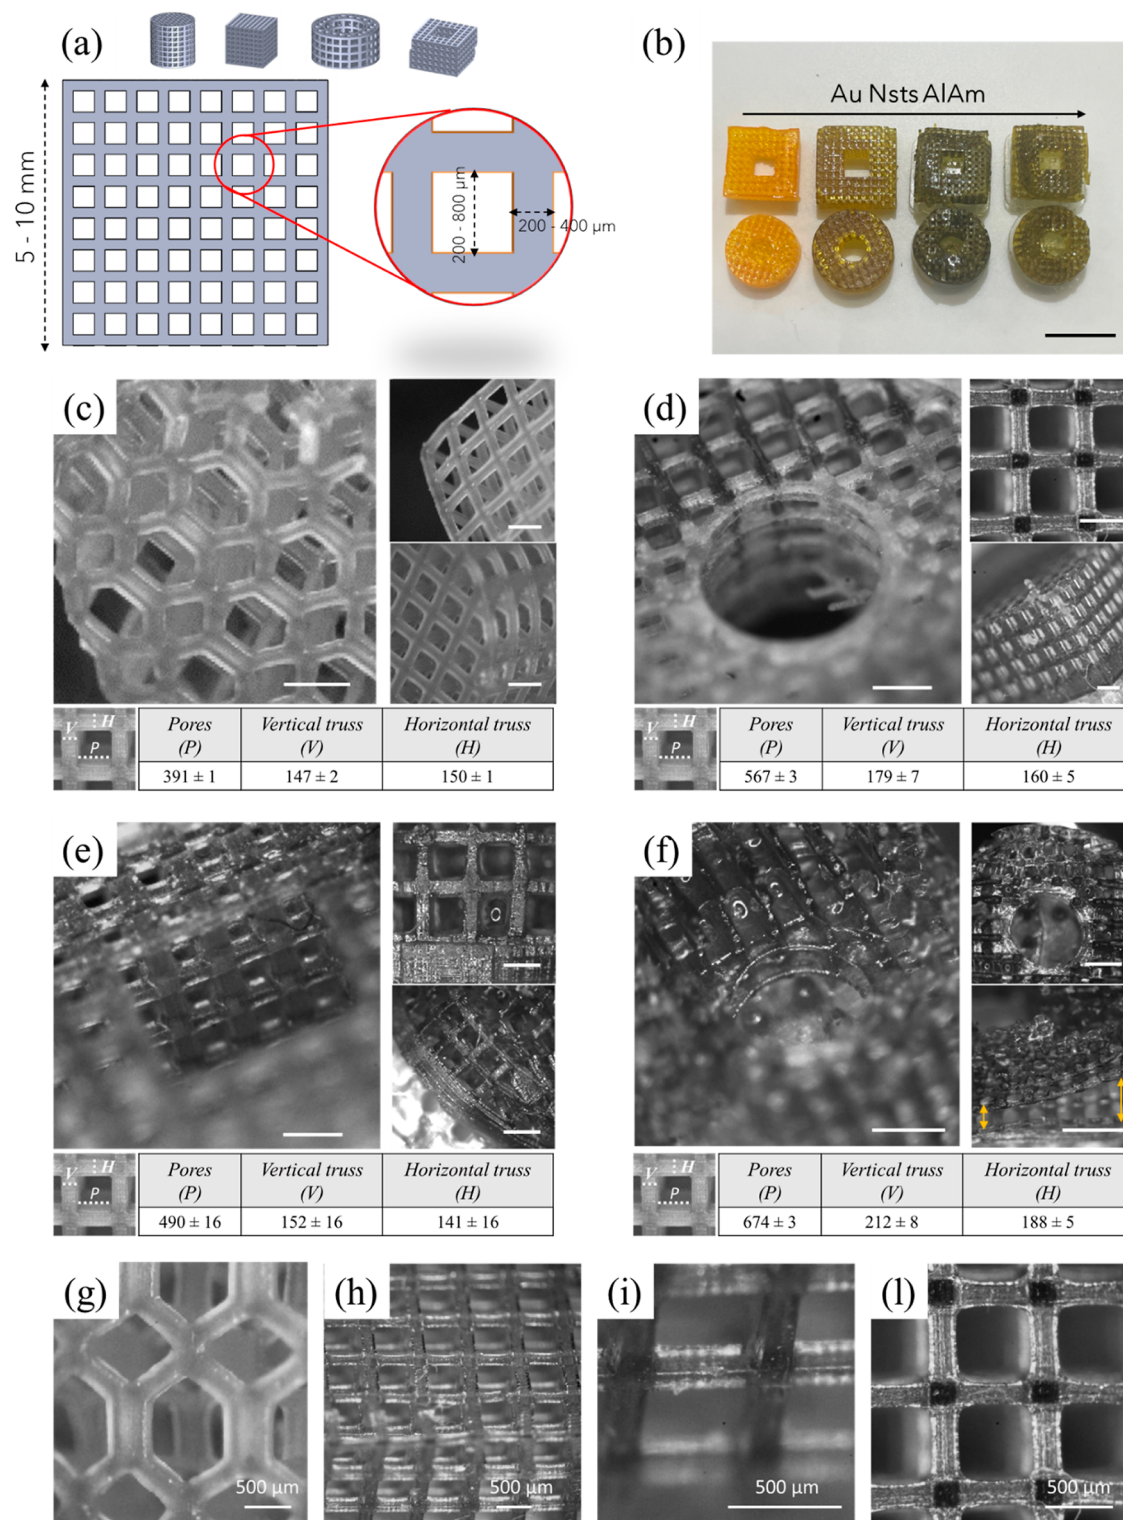 (a)
5 - 10 mm
200 - 800 μm
200 - 400 μm
(b)
Au Nsts AlAm
(c)
(d)
V H
P
Pores (P) Vertical truss (V) Horizontal truss (H)
391 ± 1 147 ± 2 150 ± 1
V H
P
Pores (P) Vertical truss (V) Horizontal truss (H)
567 ± 3 179 ± 7 160 ± 5
(e)
(f)
V H
P
Pores (P) Vertical truss (V) Horizontal truss (H)
490 ± 16 152 ± 16 141 ± 16
V H
P
Pores (P) Vertical truss (V) Horizontal truss (H)
674 ± 3 212 ± 8 188 ± 5
(g)
500 μm
(h)
500 μm
(i)
500 μm
(l)
500 μm